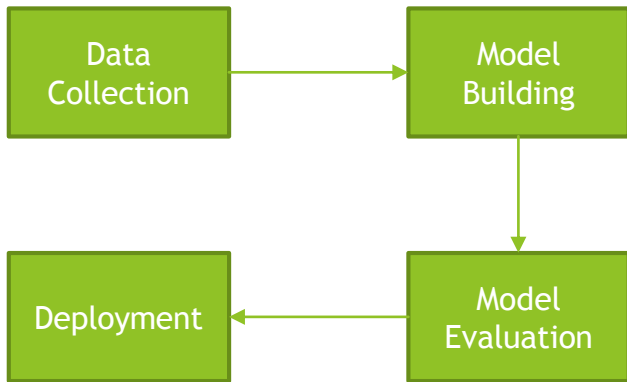 Data
Collection
Model
Building
Deployment
Model
Evaluation